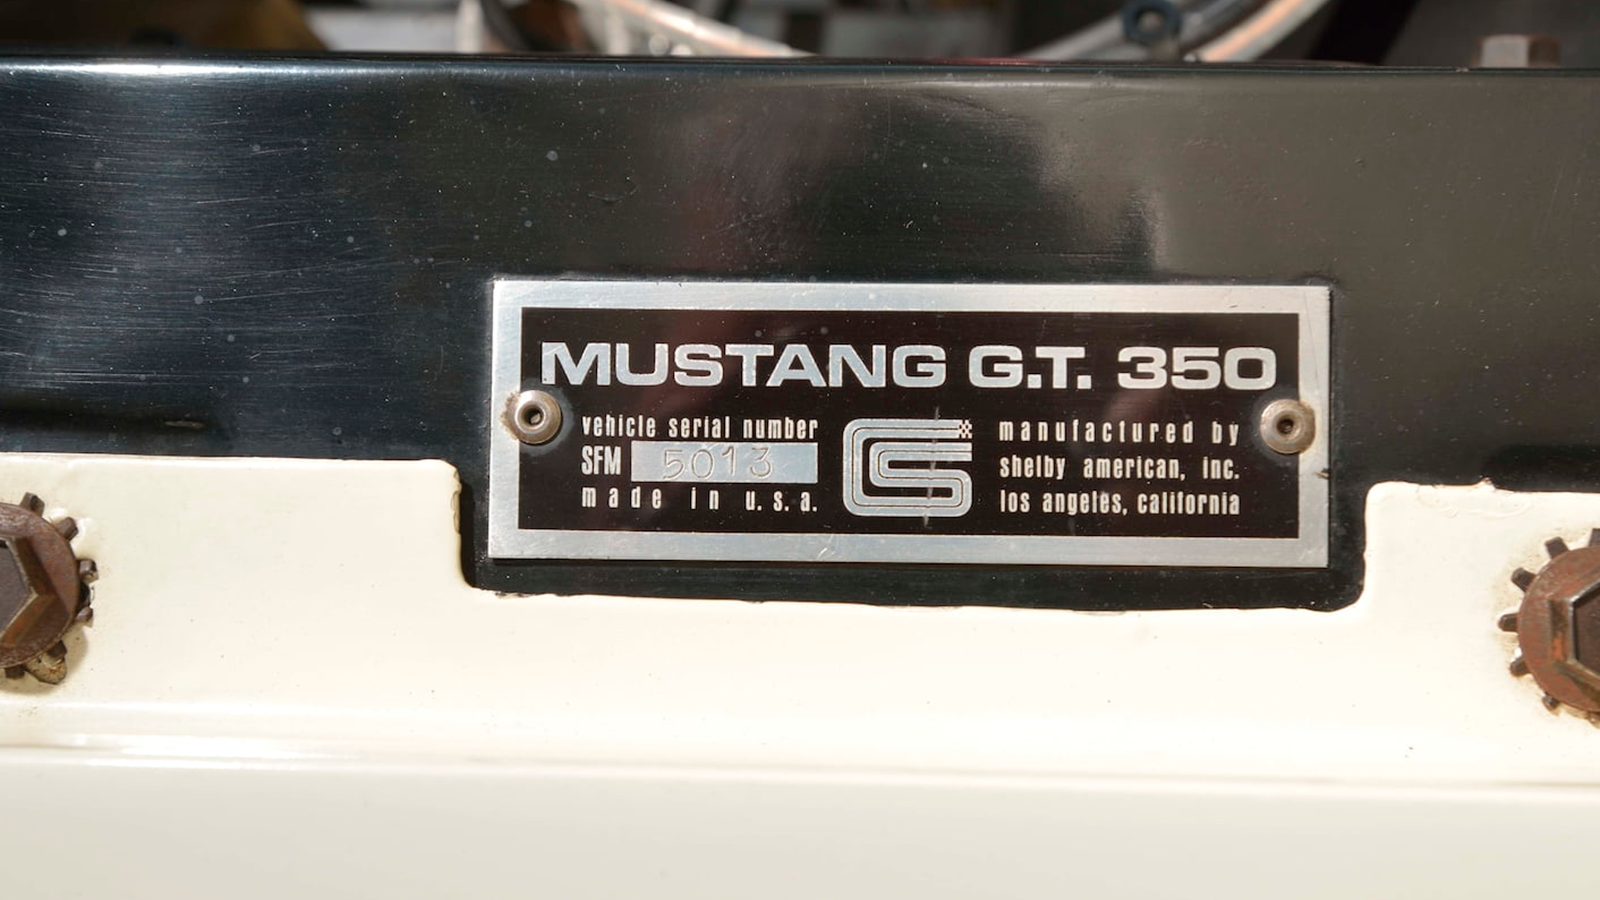 MUSTANG G.T. 350
vehicle serial number
SFM 5013
made in u.s.a.
manufactured by
shelby american, inc.
los angeles, california